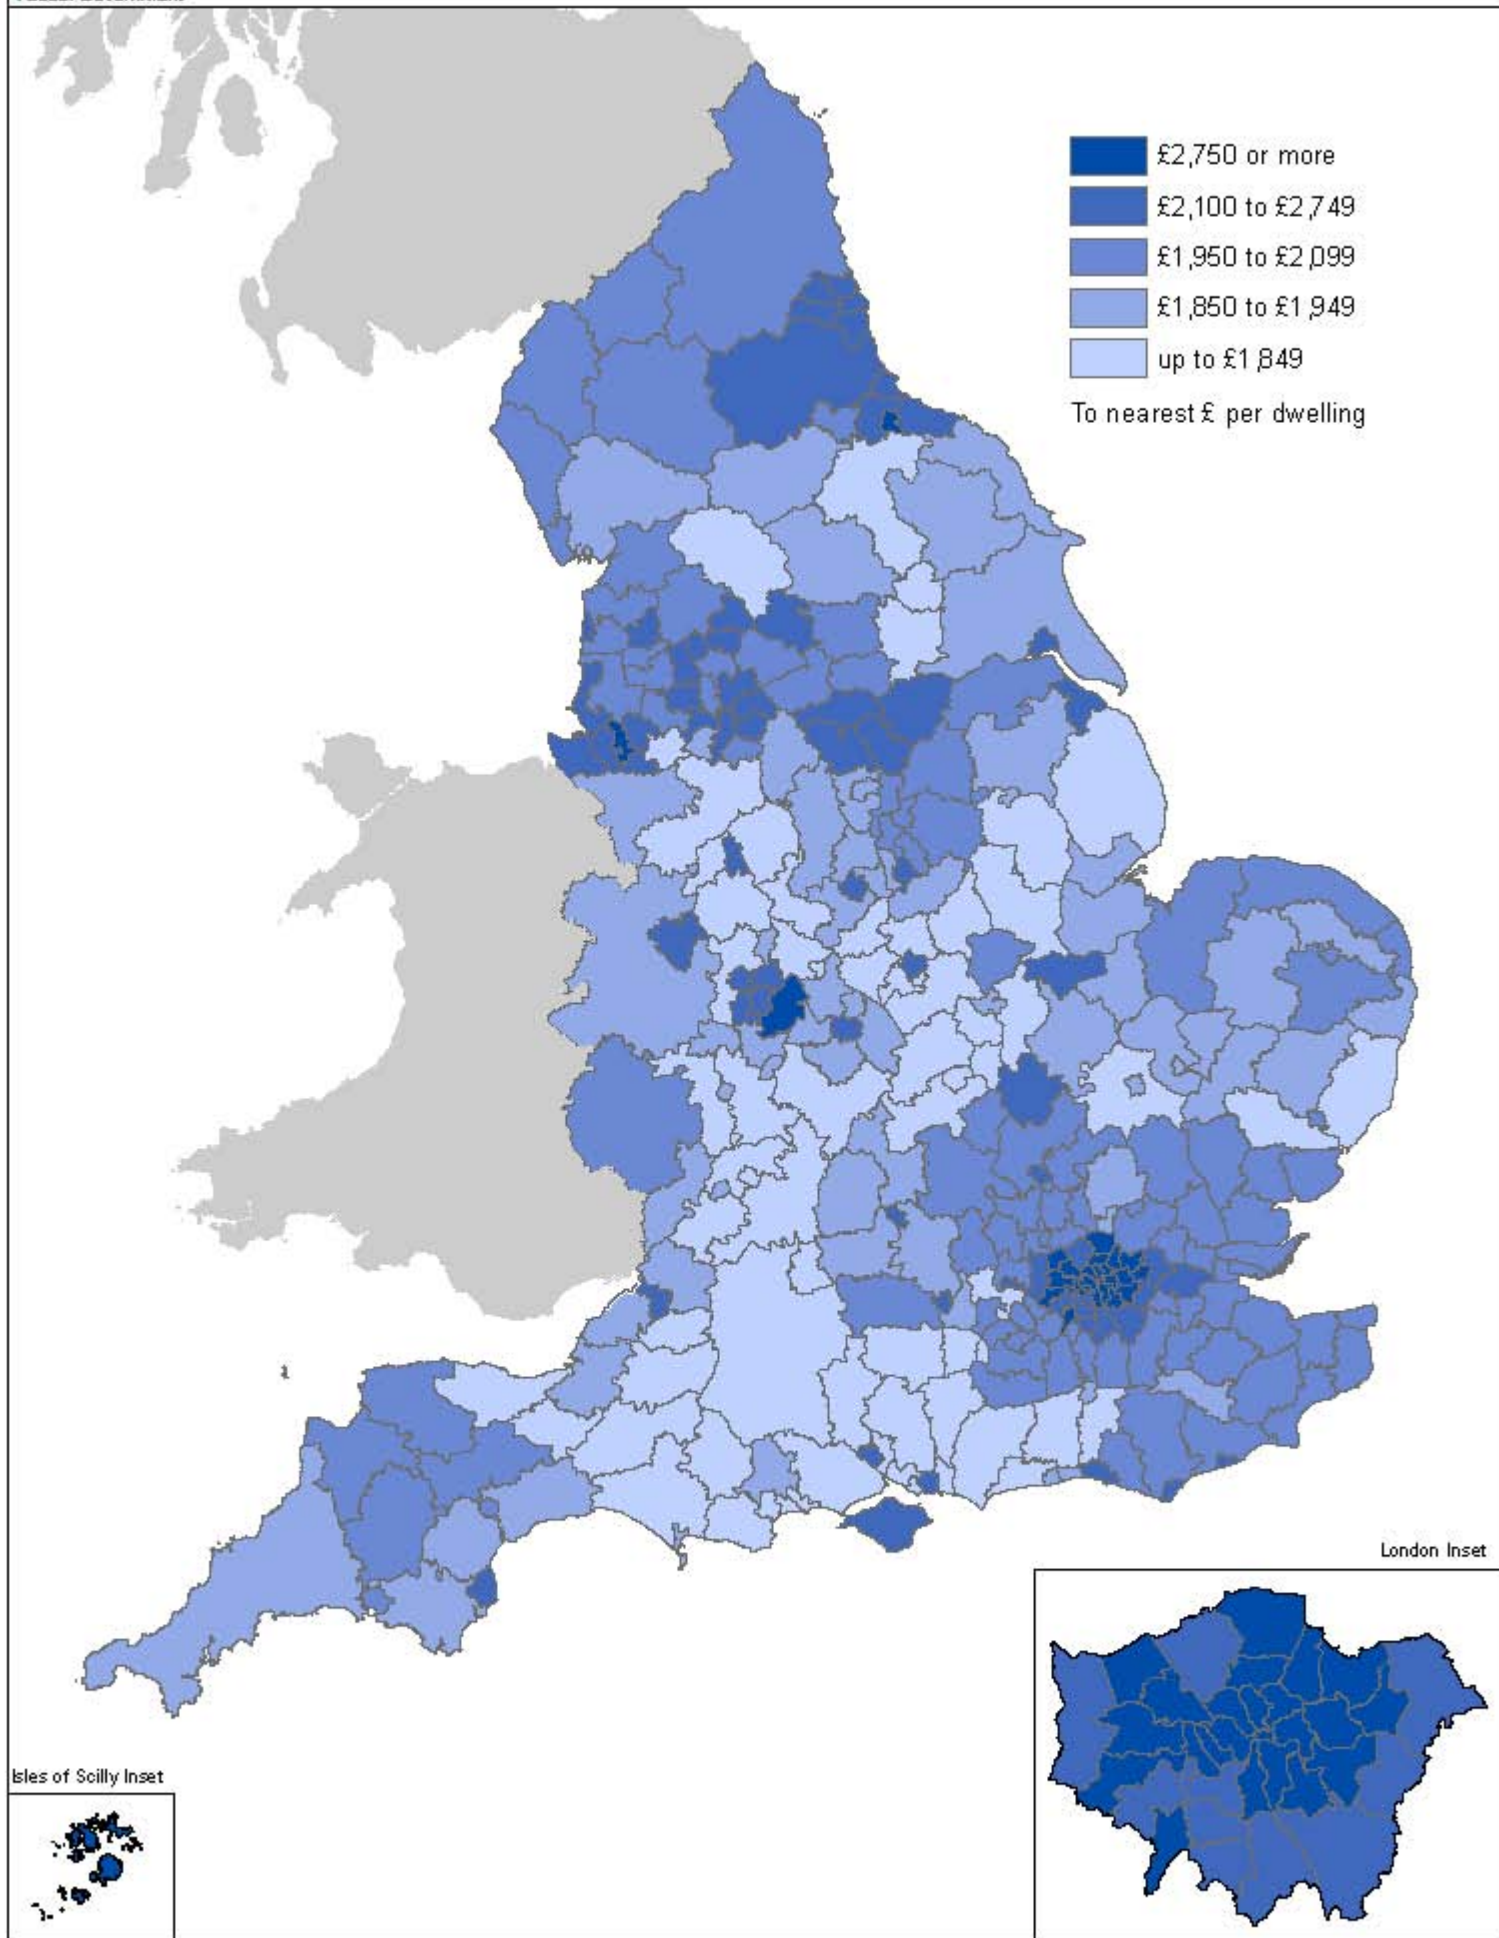 £2,750 or more
£2,100 to £2,749
£1,950 to £2,099
£1,850 to £1,949
up to £1,849
To nearest £ per dwelling
London Inset
Isles of Scilly Inset